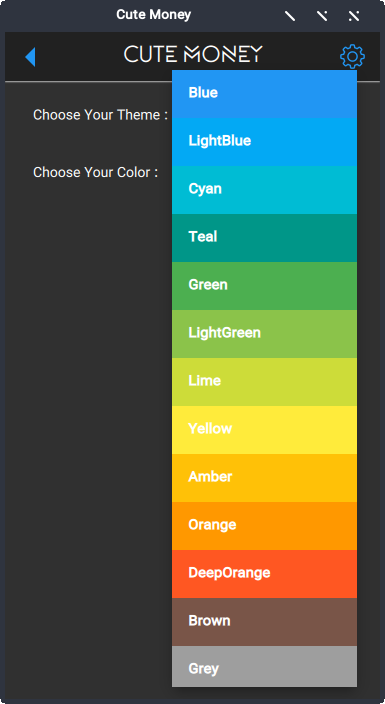 Cute Money
CUTE MONEY
Choose Your Theme :
Choose Your Color :
Blue
LightBlue
Cyan
Teal
Green
LightGreen
Lime
Yellow
Amber
Orange
DeepOrange
Brown
Grey